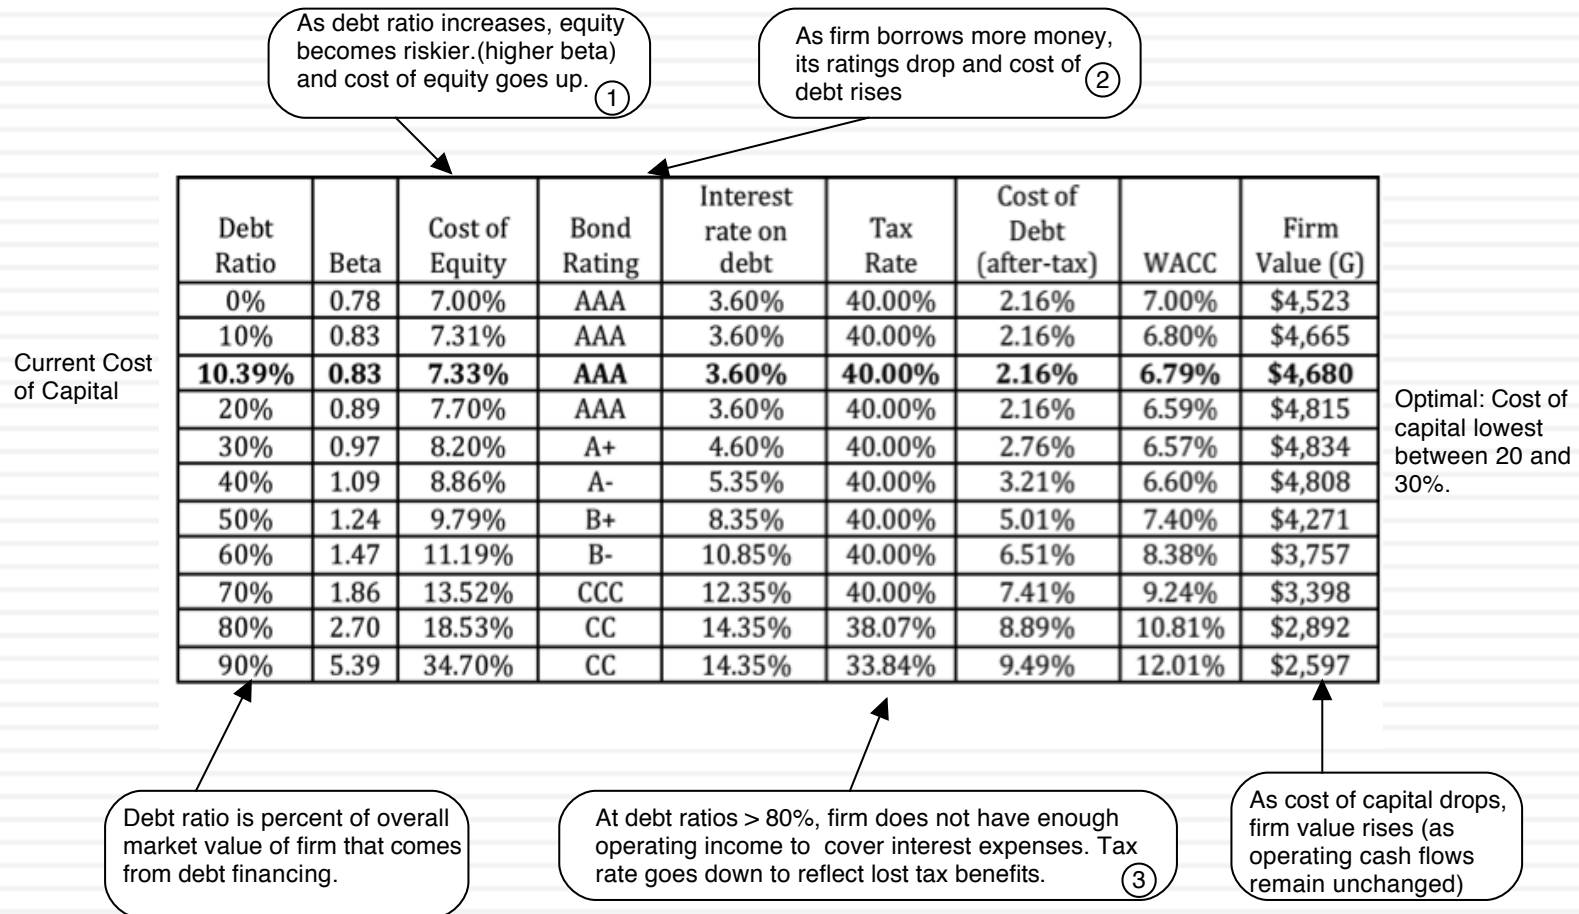 As debt ratio increases, equity
becomes riskier.(higher beta)
and cost of equity goes up.
1
As firm borrows more money,
its ratings drop and cost of
debt rises
2
Debt Ratio Beta Cost of Equity Bond Rating Interest rate on debt Tax Rate Cost of Debt (after-tax) WACC Firm Value (G)
0% 0.78 7.00% AAA 3.60% 40.00% 2.16% 7.00% $4,523
10% 0.83 7.31% AAA 3.60% 40.00% 2.16% 6.80% $4,665
Current Cost
of Capital
10.39% 0.83 7.33% AAA 3.60% 40.00% 2.16% 6.79% $4,680
20% 0.89 7.70% AAA 3.60% 40.00% 2.16% 6.59% $4,815
30% 0.97 8.20% A+ 4.60% 40.00% 2.76% 6.57% $4,834
40% 1.09 8.86% A- 5.35% 40.00% 3.21% 6.60% $4,808
50% 1.24 9.79% B+ 8.35% 40.00% 5.01% 7.40% $4,271
60% 1.47 11.19% B- 10.85% 40.00% 6.51% 8.38% $3,757
70% 1.86 13.52% CCC 12.35% 40.00% 7.41% 9.24% $3,398
80% 2.70 18.53% CC 14.35% 38.07% 8.89% 10.81% $2,892
90% 5.39 34.70% CC 14.35% 33.84% 9.49% 12.01% $2,597
Optimal: Cost of
capital lowest
between 20 and
30%.
Debt ratio is percent of overall
market value of firm that comes
from debt financing.
At debt ratios > 80%, firm does not have enough
operating income to cover interest expenses. Tax
rate goes down to reflect lost tax benefits.
3
As cost of capital drops,
firm value rises (as
operating cash flows
remain unchanged)